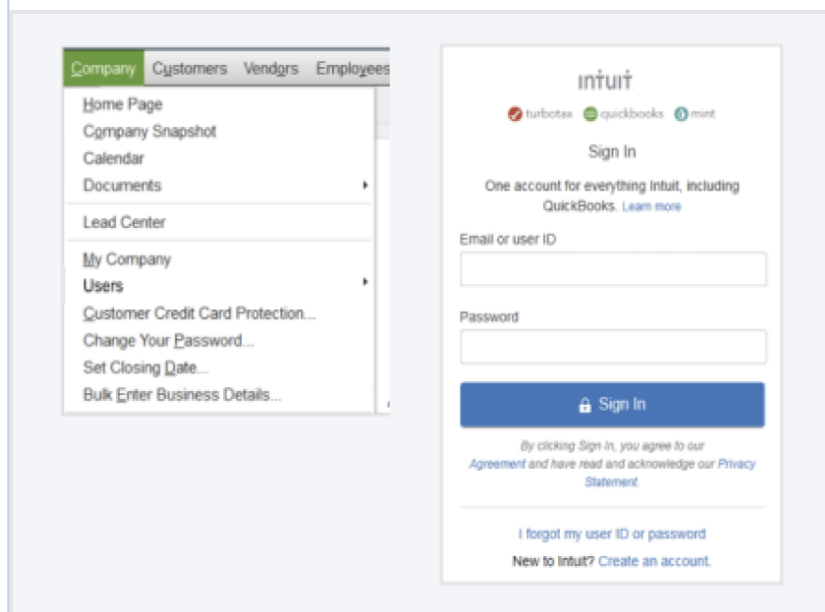 Company Customers Vendors Employees
Home Page
Company Snapshot
Calendar
Documents
Lead Center
My Company
Users
Customer Credit Card Protection...
Change Your Password...
Set Closing Date...
Bulk Enter Business Details...
intuit
turbotax quickbooks mint
Sign In
One account for everything Intuit, including
QuickBooks. Learn more
Email or user ID
Password
Sign In
By clicking Sign In, you agree to our
Agreement and have read and acknowledge our Privacy
Statement.
I forgot my user ID or password
New to Intuit? Create an account.